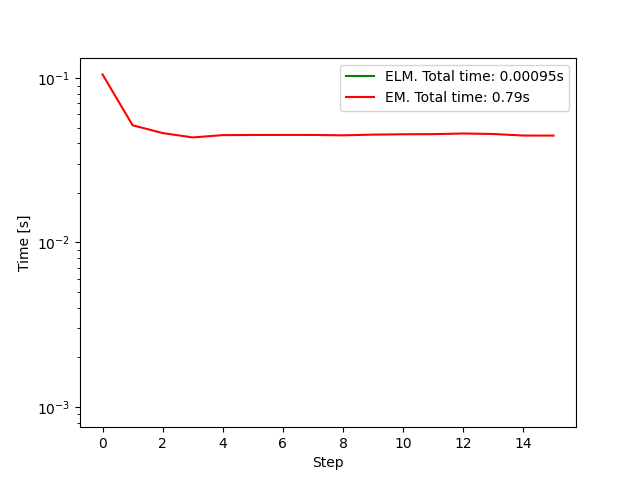 ELM. Total time: 0.00095s
EM. Total time: 0.79s
Time [s]
10⁻¹
10⁻²
10⁻³
0 2 4 6 8 10 12 14
Step